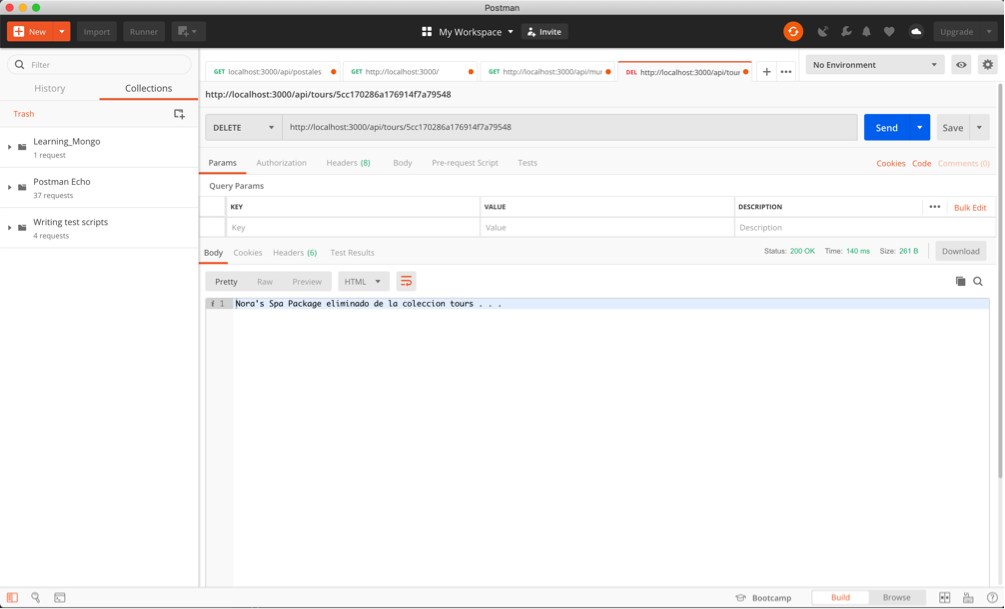 Postman
New
Import
Runner
My Workspace
Invite
Upgrade
Filter
History
Collections
Trash
Learning_Mongo
1 request
Postman Echo
37 requests
Writing test scripts
4 requests
GET localhost:3000/api/postales
GET http://localhost:3000/
GET http://localhost:3000/api/mur
DEL http://localhost:3000/api/tour
No Environment
http://localhost:3000/api/tours/5cc170286a176914f7a79548
DELETE
http://localhost:3000/api/tours/5cc170286a176914f7a79548
Send
Save
Params
Authorization
Headers (8)
Body
Pre-request Script
Tests
Cookies
Code
Comments (0)
Query Params
KEY
VALUE
DESCRIPTION
Bulk Edit
Key
Value
Description
Body
Cookies
Headers (6)
Test Results
Status: 200 OK
Time: 140 ms
Size: 261 B
Download
Pretty
Raw
Preview
HTML
i 1
Nora's Spa Package eliminado de la coleccion tours . . .
Bootcamp
Build
Browse